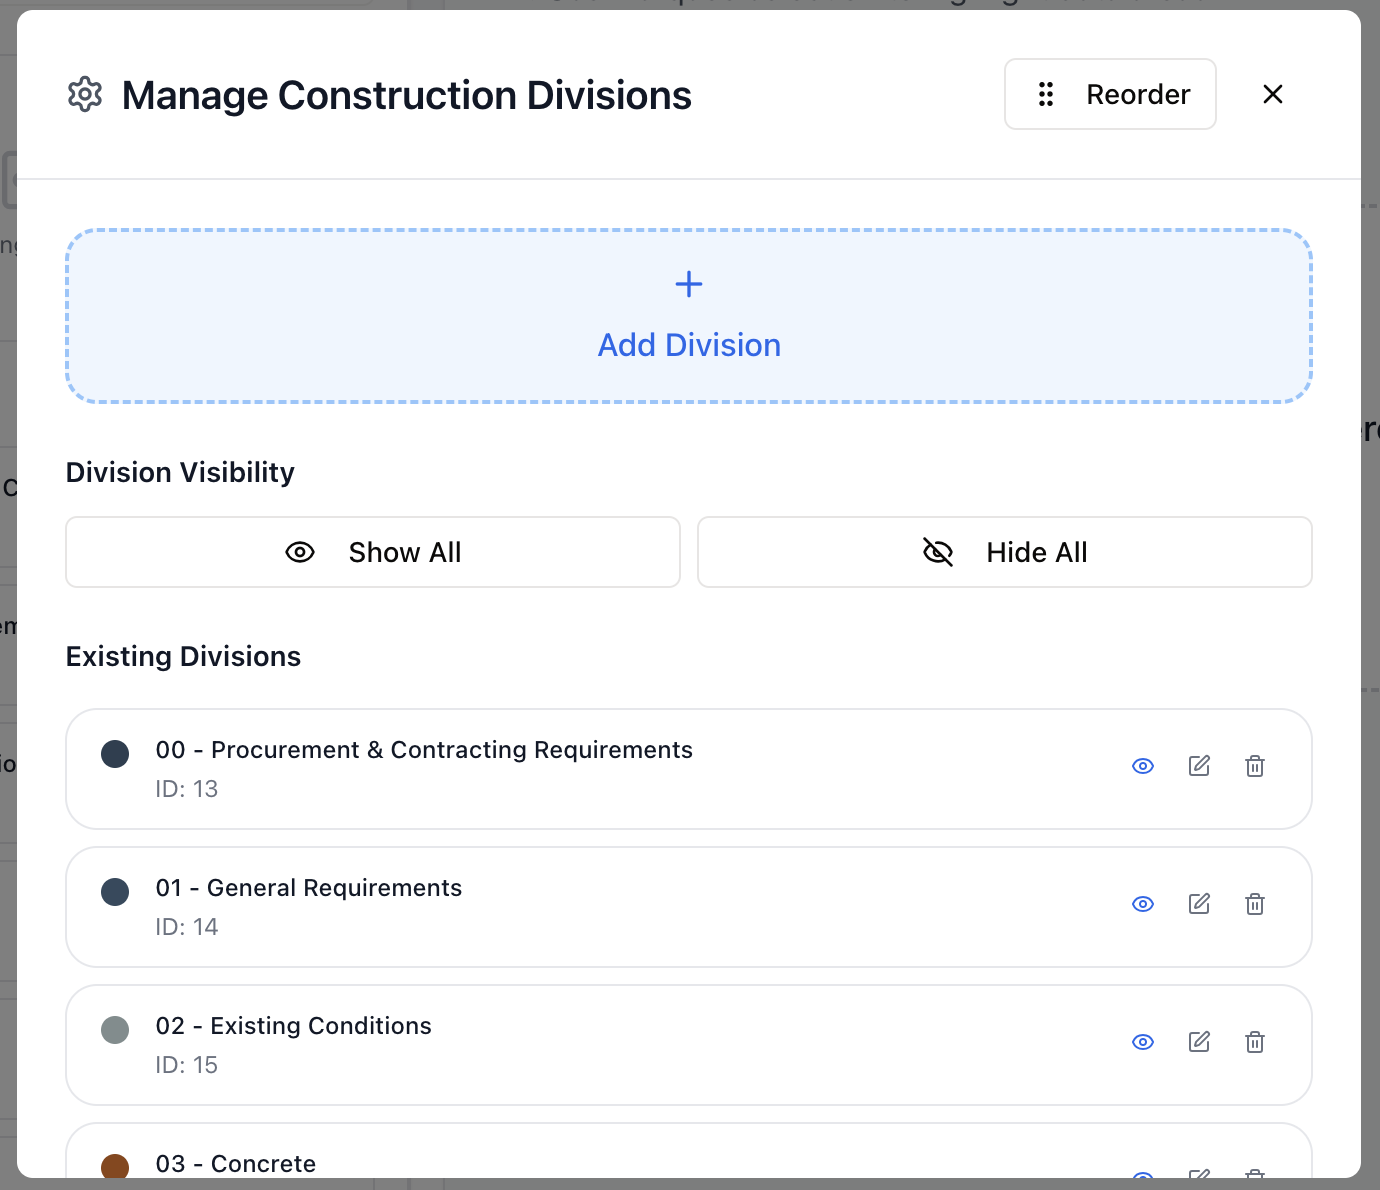 Manage Construction Divisions
Reorder
Add Division
Division Visibility
Show All
Hide All
Existing Divisions
00 - Procurement & Contracting Requirements
ID: 13
01 - General Requirements
ID: 14
02 - Existing Conditions
ID: 15
03 - Concrete